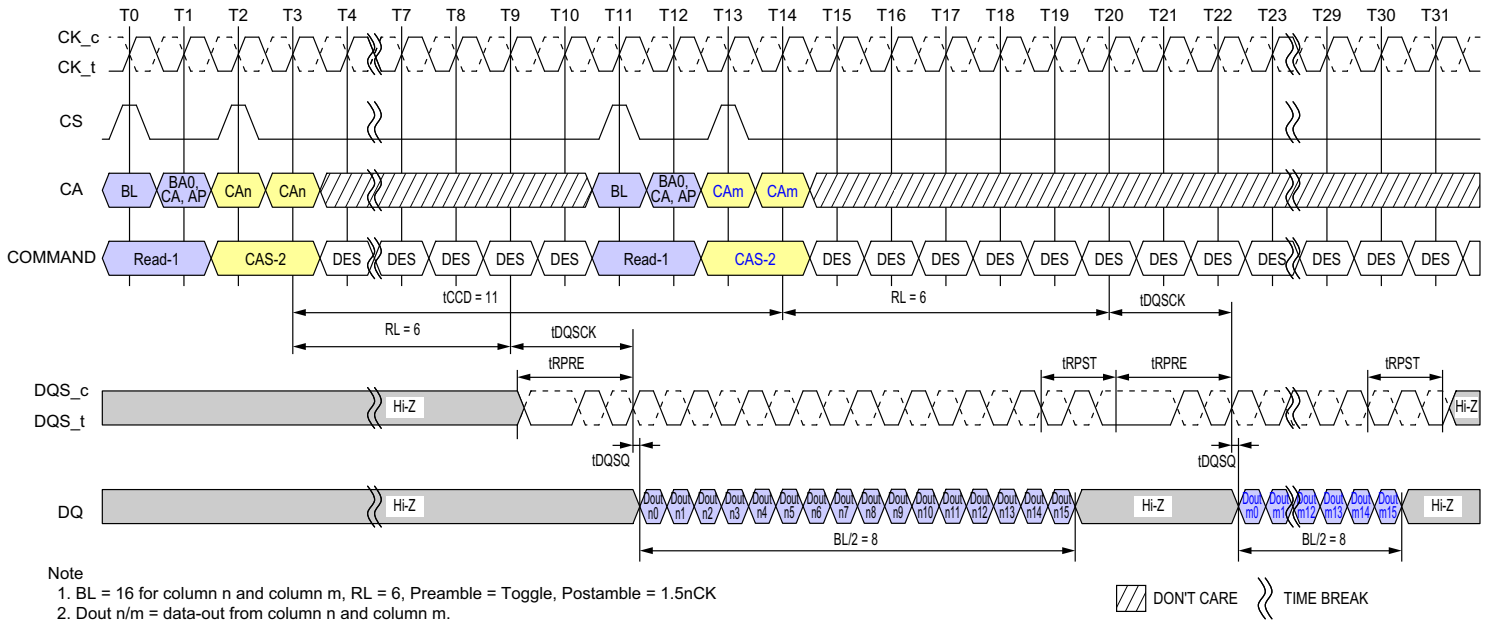 T0 T1 T2 T3 T4 T7 T8 T9 T10 T11 T12 T13 T14 T15 T16 T17 T18 T19 T20 T21 T22 T23 T29 T30 T31
CK_c
CK_t
CS
CA
BL BA0, CA, AP CAn CAn BL BA0, CA, AP CAm CAm
COMMAND Read-1 CAS-2 DES DES DES DES DES Read-1 CAS-2 DES DES DES DES DES DES DES DES DES DES DES DES
tCCD = 11 RL = 6 tDQSCK
RL = 6 tDQSCK
tRPRE tRPST tRPRE tRPST
DQS_c
DQS_t
Hi-Z Hi-Z
tDQSQ tDQSQ
DQ
Hi-Z Dout n0 Dout n1 Dout n2 Dout n3 Dout n4 Dout n5 Dout n6 Dout n7 Dout n8 Dout n9 Dout n10 Dout n11 Dout n12 Dout n13 Dout n14 Dout n15 Hi-Z Dout m0 Dout m1 Dout m12 Dout m13 Dout m14 Dout m15 Hi-Z
BL/2 = 8 BL/2 = 8
Note
1. BL = 16 for column n and column m, RL = 6, Preamble = Toggle, Postamble = 1.5nCK
2. Dout n/m = data-out from column n and column m.
DON'T CARE TIME BREAK